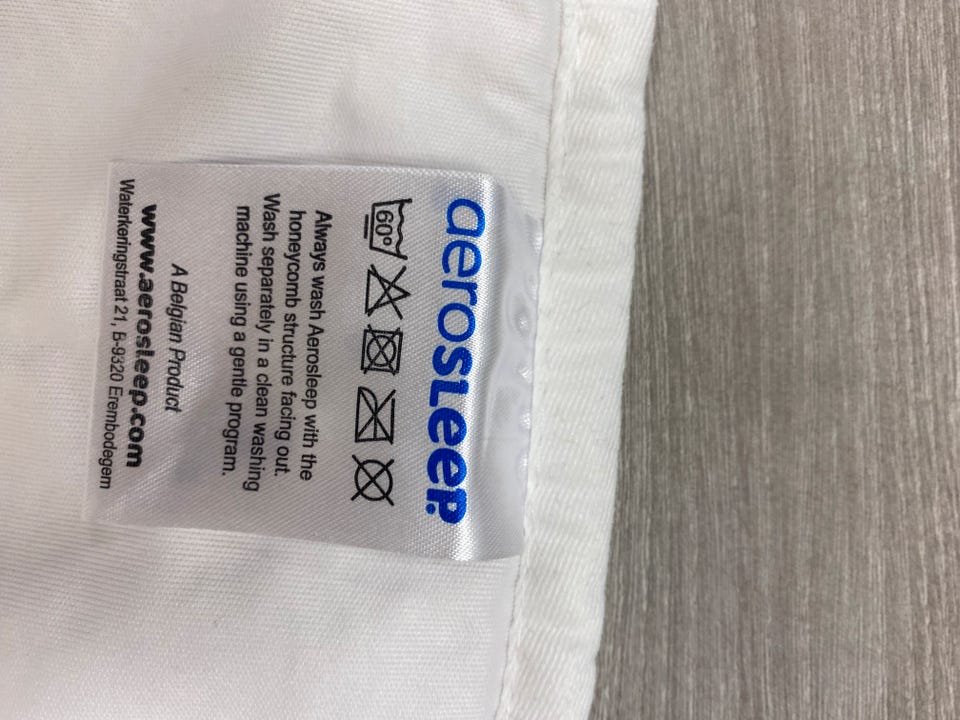 aerosleep.
60°
Always wash Aerosleep with the
honeycomb structure facing out.
Wash separately in a clean washing
machine using a gentle program.
A Belgian Product
www.aerosleep.com
Waterkeringstraat 21, B-9320 Erembodegem